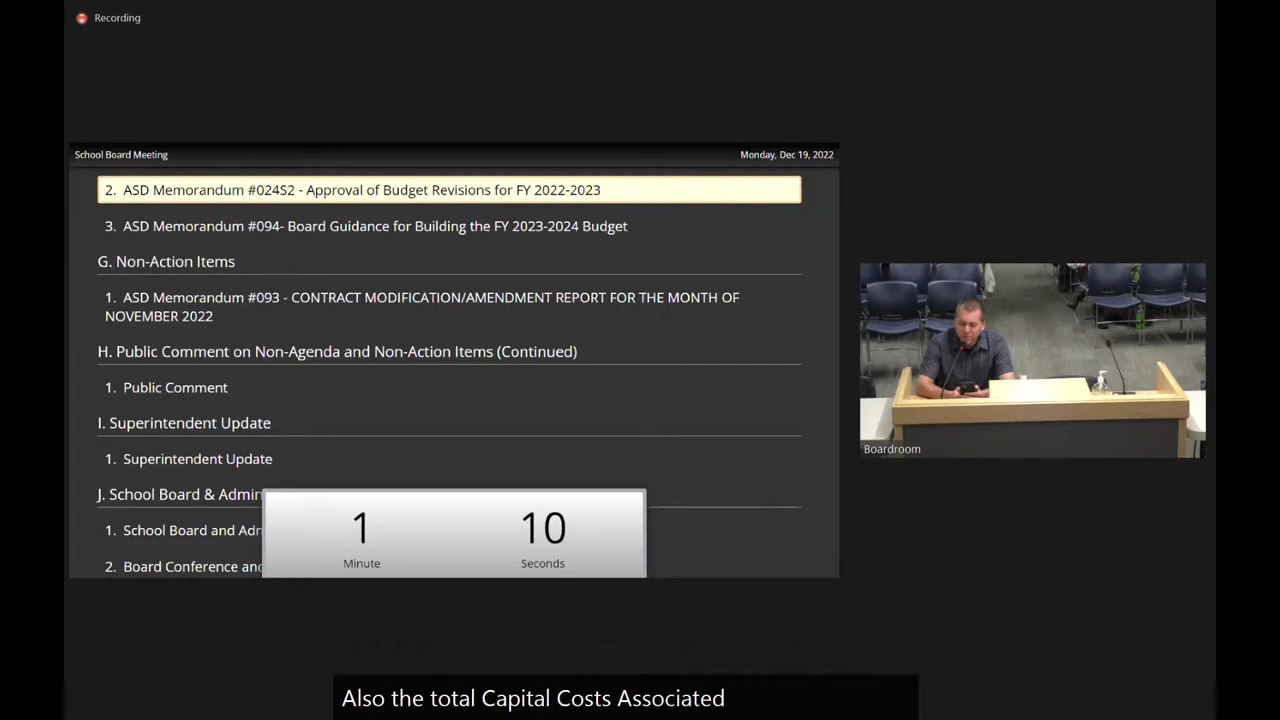 Recording
School Board Meeting
Monday, Dec 19, 2022
2. ASD Memorandum #024S2 - Approval of Budget Revisions for FY 2022-2023
3. ASD Memorandum #094- Board Guidance for Building the FY 2023-2024 Budget
G. Non-Action Items
1. ASD Memorandum #093 - CONTRACT MODIFICATION/AMENDMENT REPORT FOR THE MONTH OF
NOVEMBER 2022
H. Public Comment on Non-Agenda and Non-Action Items (Continued)
1. Public Comment
I. Superintendent Update
1. Superintendent Update
J. School Board & Admin
1. School Board and Adn
2. Board Conference and
1 10
Minute Seconds
Boardroom
Also the total Capital Costs Associated